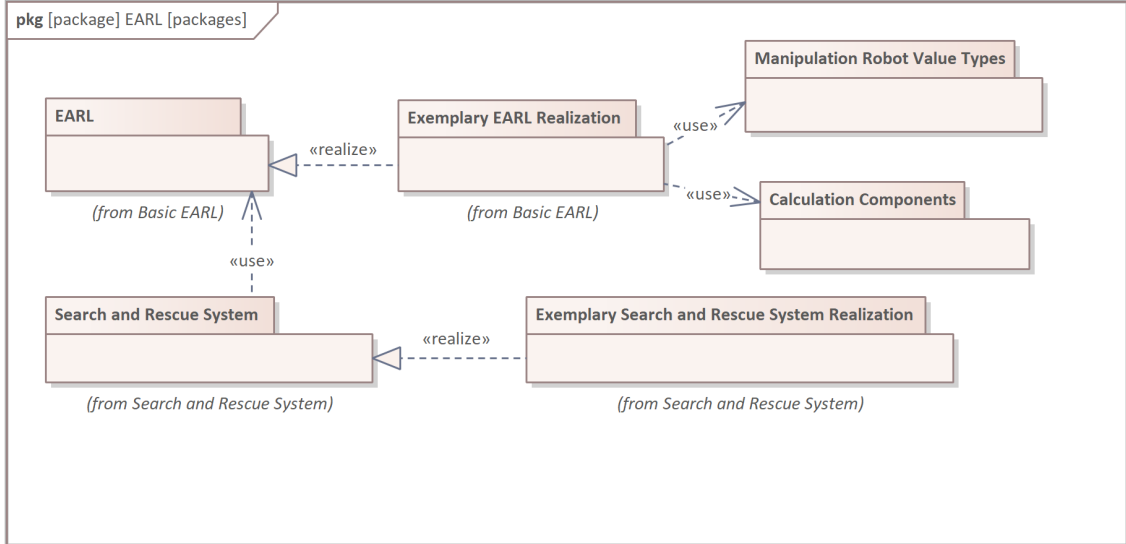 pkg [package] EARL [packages]
Manipulation Robot Value Types
EARL
Exemplary EARL Realization
«use»
«realize»
«use»
Calculation Components
(from Basic EARL)
(from Basic EARL)
«use»
Search and Rescue System
Exemplary Search and Rescue System Realization
«realize»
(from Search and Rescue System)
(from Search and Rescue System)